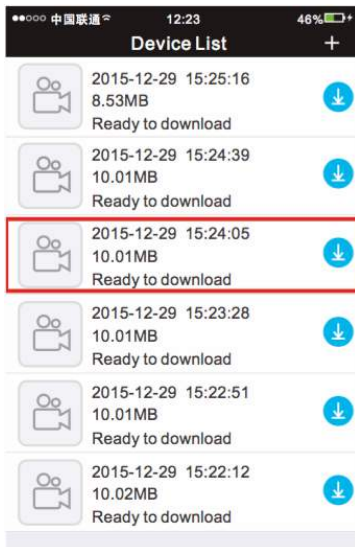 中国联通 12:23 46%
Device List +
2015-12-29 15:25:16
8.53MB
Ready to download
2015-12-29 15:24:39
10.01MB
Ready to download
2015-12-29 15:24:05
10.01MB
Ready to download
2015-12-29 15:23:28
10.01MB
Ready to download
2015-12-29 15:22:51
10.01MB
Ready to download
2015-12-29 15:22:12
10.02MB
Ready to download